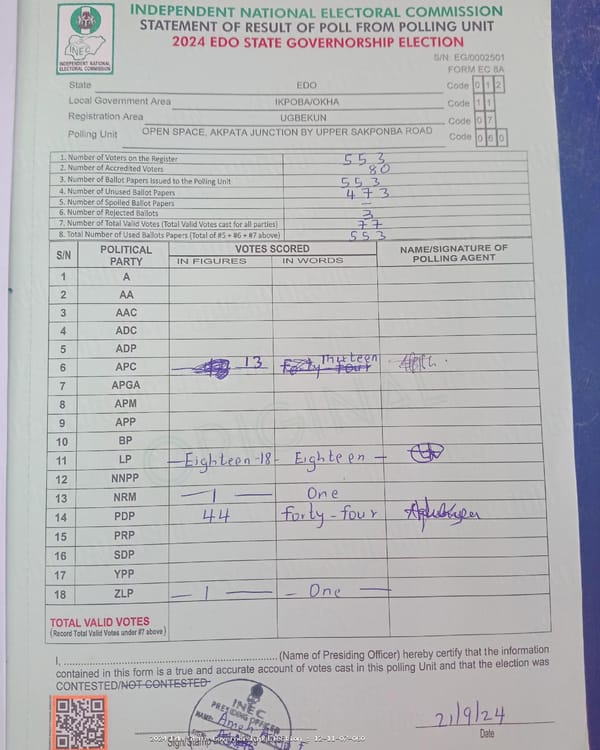 INDEPENDENT NATIONAL ELECTORAL COMMISSION
STATEMENT OF RESULT OF POLL FROM POLLING UNIT
2024 EDO STATE GOVERNORSHIP ELECTION
INEC
INDEPENDENT NATIONAL ELECTORAL COMMISSION
S/N: EG/0002501
FORM EC 8A
State EDO Code 0 1 2
Local Government Area IKPOBA/OKHA Code 1 1
Registration Area UGBEKUN Code 0 7
Polling Unit OPEN SPACE, AKPATA JUNCTION BY UPPER SAKPONBA ROAD Code 0 6 0
1. Number of Voters on the Register 553
2. Number of Accredited Voters 80
3. Number of Ballot Papers Issued to the Polling Unit 553
4. Number of Unused Ballot Papers 473
5. Number of Spoiled Ballot Papers —
6. Number of Rejected Ballots 3
7. Number of Total Valid Votes (Total Valid Votes cast for all parties) 77
8. Total Number of Used Ballots Papers (Total of #5 + #6 + #7 above) 553
S/N POLITICAL PARTY VOTES SCORED NAME/SIGNATURE OF POLLING AGENT
IN FIGURES IN WORDS
1 A
2 AA
3 AAC
4 ADC
5 ADP
6 APC 13 Thirteen Forty-four
7 APGA
8 APM
9 APP
10 BP
11 LP —Eighteen-18- Eighteen —
12 NNPP
13 NRM — 1 — One
14 PDP 44 forty-four
15 PRP
16 SDP
17 YPP
18 ZLP — 1 — — One —
ORIGINAL
TOTAL VALID VOTES
(Record Total Valid Votes under #7 above)
I, ............ (Name of Presiding Officer) hereby certify that the information
contained in this form is a true and accurate account of votes cast in this polling Unit and that the election was
CONTESTED/NOT CONTESTED.
INEC
PRESIDING OFFICER
NAME:
21/9/24
Sign/Stamp
Date